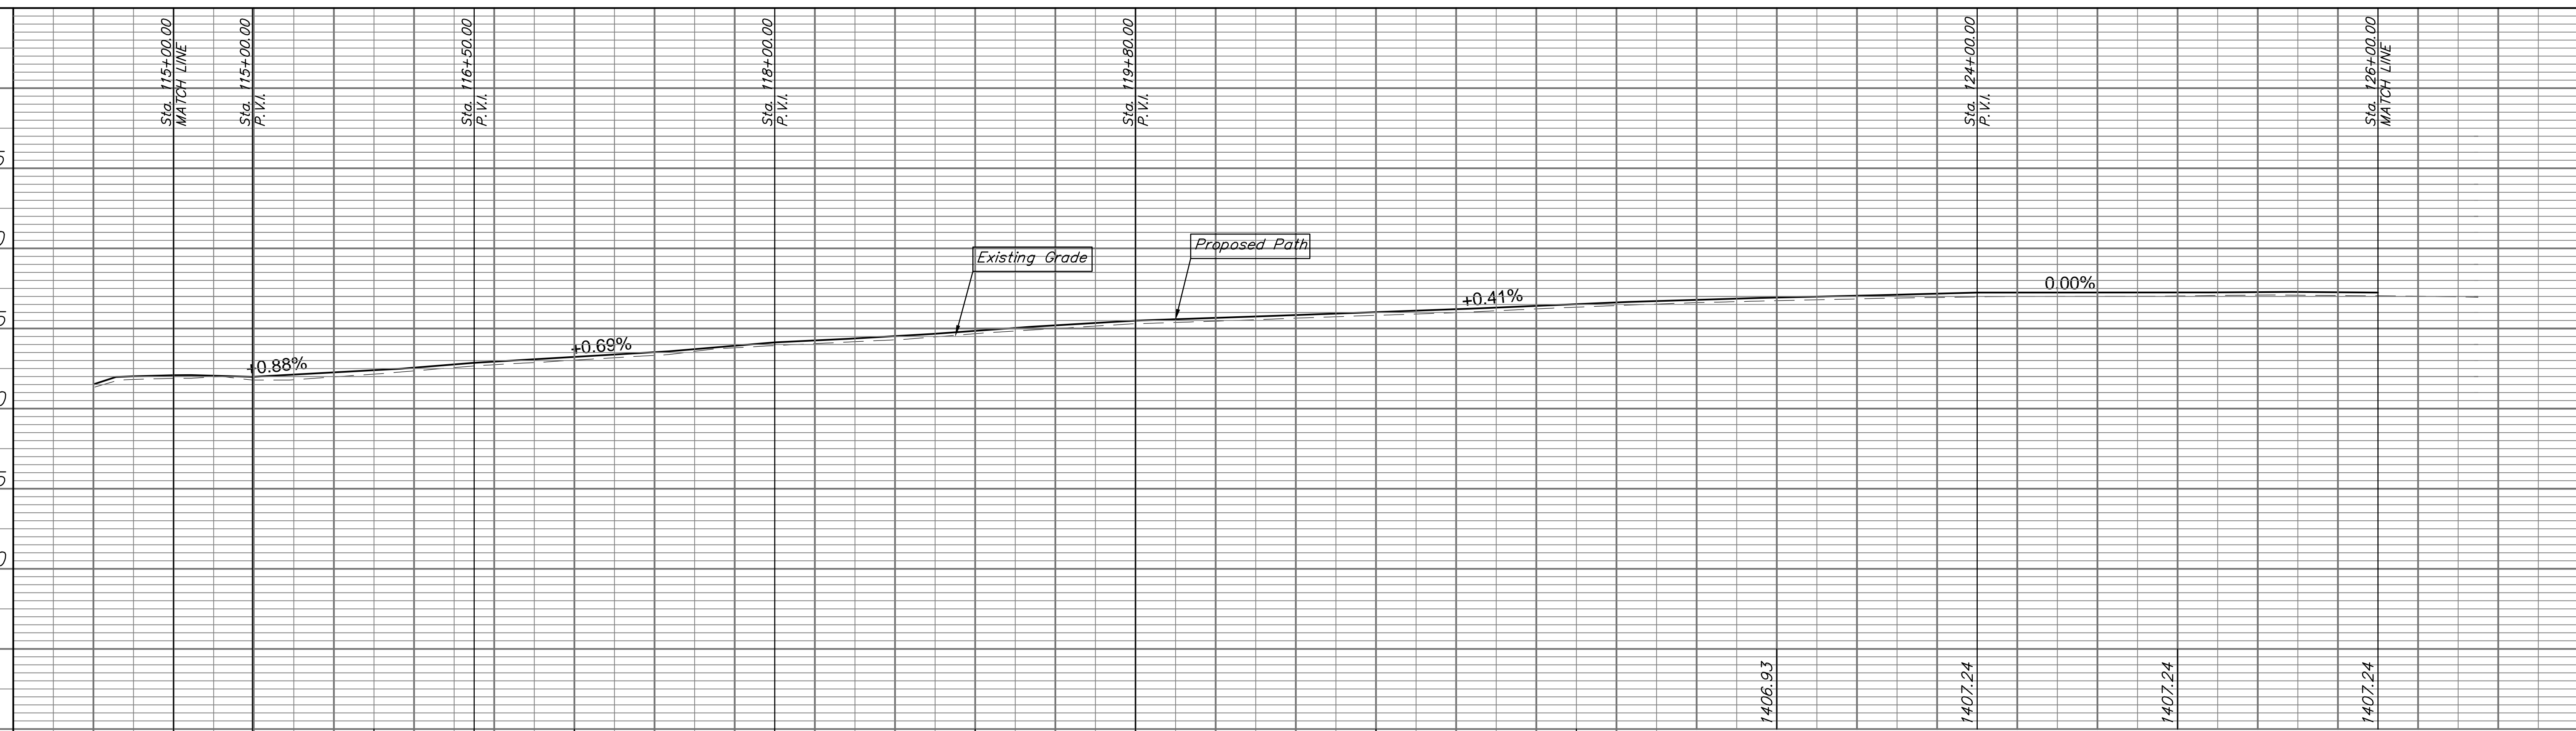 Sta. 115+00.00
MATCH LINE
Sta. 115+00.00
P.V.I.
Sta. 116+50.00
P.V.I.
Sta. 118+00.00
P.V.I.
Sta. 119+80.00
P.V.I.
Sta. 124+00.00
P.V.I.
Sta. 126+00.00
MATCH LINE
Existing Grade
Proposed Path
+0.88%
+0.69%
+0.41%
0.00%
1406.93
1407.24
1407.24
1407.24